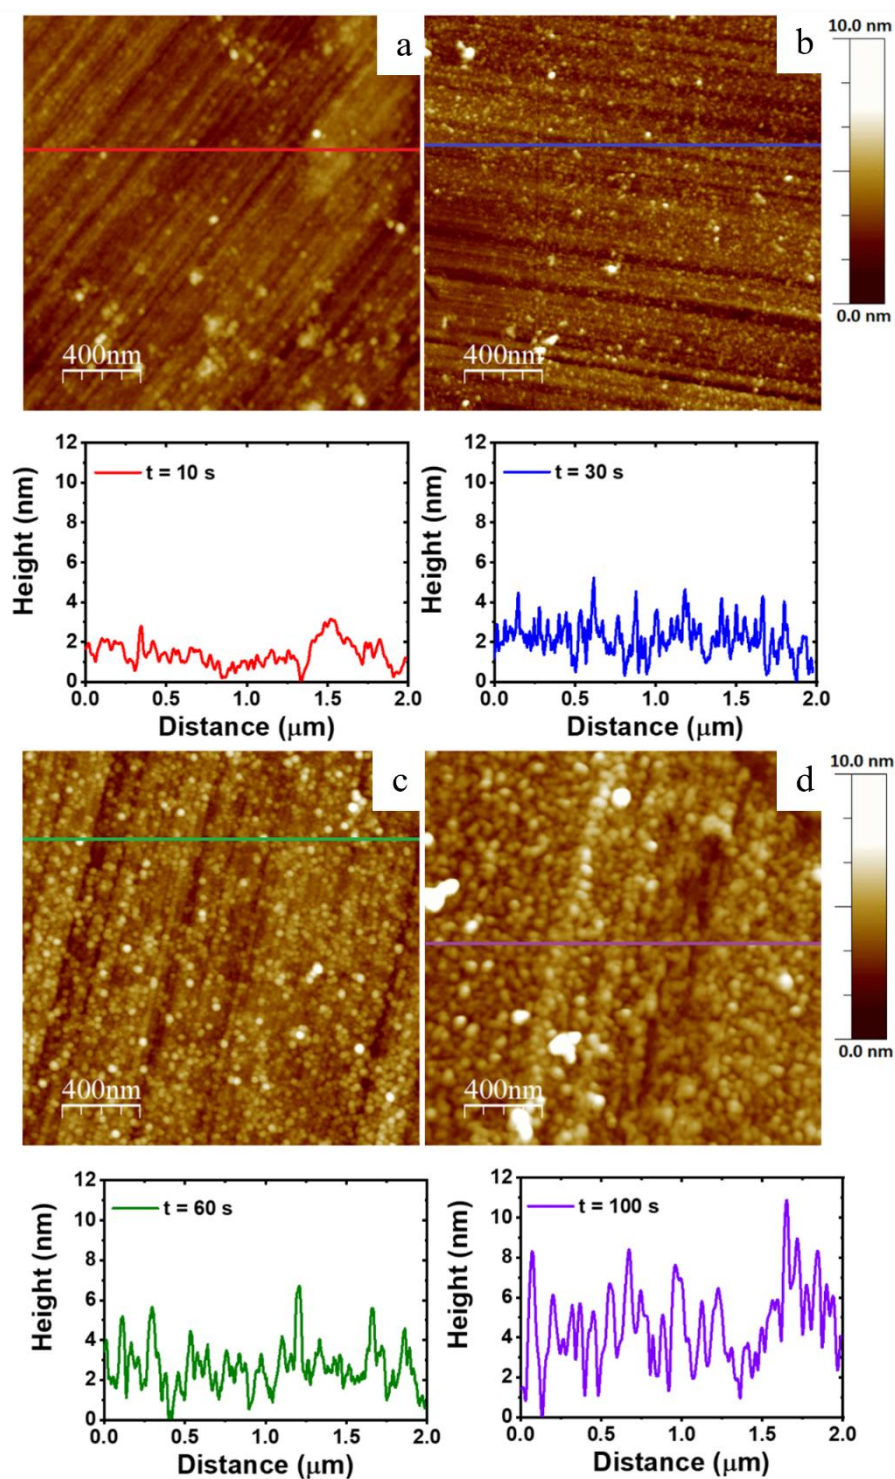 a
b
10.0 nm
0.0 nm
400nm
400nm
12
10
8
6
4
2
0
Height (nm)
t = 10 s
0.0 0.5 1.0 1.5 2.0
Distance (μm)
12
10
8
6
4
2
0
Height (nm)
t = 30 s
0.0 0.5 1.0 1.5 2.0
Distance (μm)
c
d
10.0 nm
0.0 nm
400nm
400nm
12
10
8
6
4
2
0
Height (nm)
t = 60 s
0.0 0.5 1.0 1.5 2.0
Distance (μm)
12
10
8
6
4
2
0
Height (nm)
t = 100 s
0.0 0.5 1.0 1.5 2.0
Distance (μm)